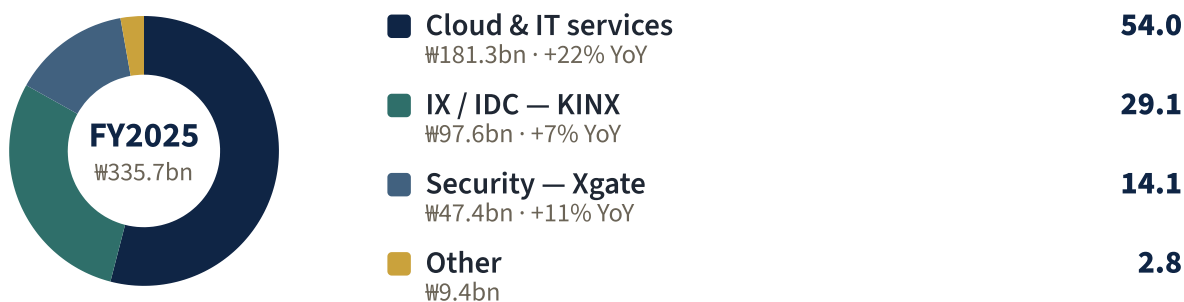 FY2025
₩335.7bn
Cloud & IT services 54.0
₩181.3bn · +22% YoY
IX / IDC — KINX 29.1
₩97.6bn · +7% YoY
Security — Xgate 14.1
₩47.4bn · +11% YoY
Other 2.8
₩9.4bn